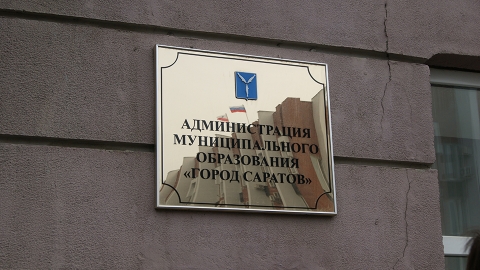 АДМИНИСТРАЦИЯ
МУНИЦИПАЛЬНОГО
ОБРАЗОВАНИЯ
«ГОРОД САРАТОВ»